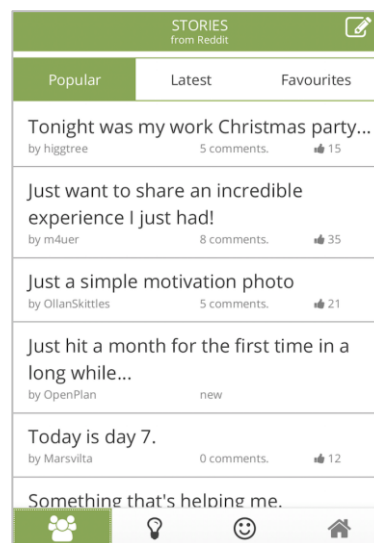 STORIES
from Reddit
Popular Latest Favourites
Tonight was my work Christmas party...
by higgtree 5 comments. 15
Just want to share an incredible
experience I just had!
by m4uer 8 comments. 35
Just a simple motivation photo
by OllanSkittles 5 comments. 21
Just hit a month for the first time in a
long while...
by OpenPlan new
Today is day 7.
by Marsvilta 0 comments. 12
Something that's helping me.